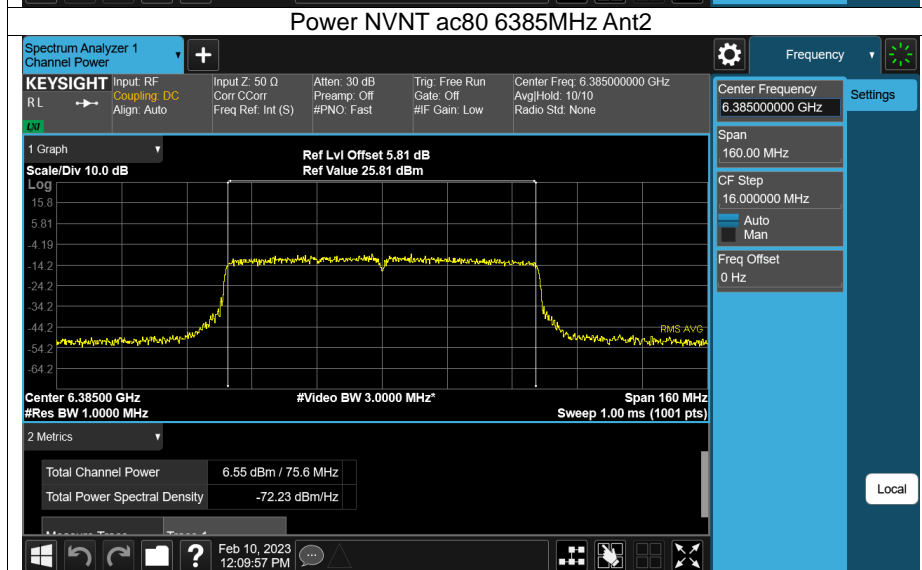 Power NVNT ac80 6385MHz Ant2
Spectrum Analyzer 1
Channel Power
+
Frequency
KEYSIGHT
Input: RF
Input Z: 50 Ω
Atten: 30 dB
Trig: Free Run
Center Freq: 6.385000000 GHz
RL
Coupling: DC
Corr CCorr
Preamp: Off
Gate: Off
Avg|Hold: 10/10
Align: Auto
Freq Ref: Int (S)
#PNO: Fast
#IF Gain: Low
Radio Std: None
LXI
Center Frequency
6.385000000 GHz
Settings
Span
160.00 MHz
CF Step
16.000000 MHz
Auto
Man
Freq Offset
0 Hz
1 Graph
Ref Lvl Offset 5.81 dB
Scale/Div 10.0 dB
Ref Value 25.81 dBm
Log
15.8
5.81
-4.19
-14.2
-24.2
-34.2
-44.2
RMS AVG
-54.2
-64.2
Center 6.38500 GHz
#Video BW 3.0000 MHz*
Span 160 MHz
#Res BW 1.0000 MHz
Sweep 1.00 ms (1001 pts)
2 Metrics
Total Channel Power
6.55 dBm / 75.6 MHz
Total Power Spectral Density
-72.23 dBm/Hz
Local
?
Feb 10, 2023
12:09:57 PM